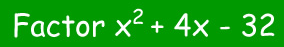 Factor x² + 4x - 32